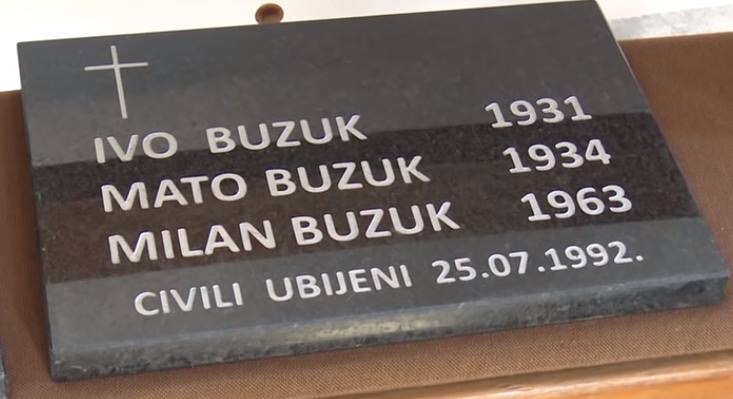 IVO BUZUK 1931
MATO BUZUK 1934
MILAN BUZUK 1963
CIVILI UBIJENI 25.07.1992.